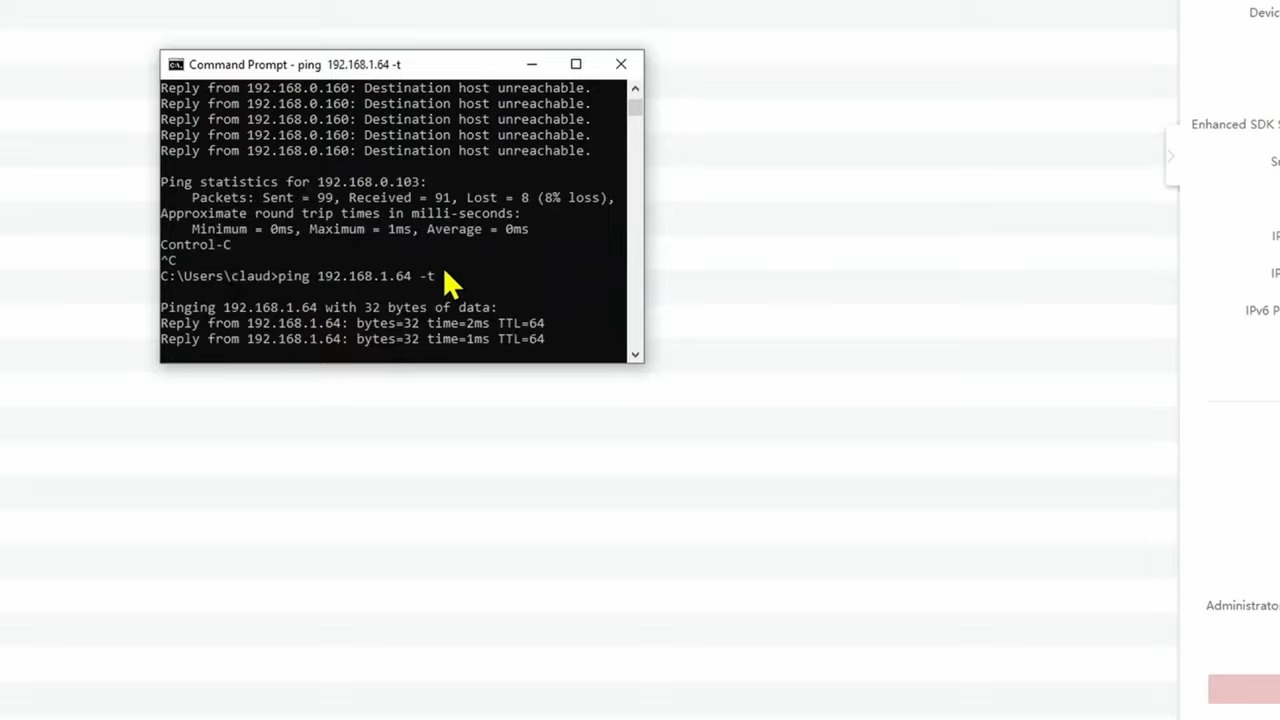 Command Prompt - ping 192.168.1.64 -t
Reply from 192.168.0.160: Destination host unreachable.
Reply from 192.168.0.160: Destination host unreachable.
Reply from 192.168.0.160: Destination host unreachable.
Reply from 192.168.0.160: Destination host unreachable.
Reply from 192.168.0.160: Destination host unreachable.
Ping statistics for 192.168.0.103:
Packets: Sent = 99, Received = 91, Lost = 8 (8% loss),
Approximate round trip times in milli-seconds:
Minimum = 0ms, Maximum = 1ms, Average = 0ms
Control-C
^C
C:\Users\claud>ping 192.168.1.64 -t
Pinging 192.168.1.64 with 32 bytes of data:
Reply from 192.168.1.64: bytes=32 time=2ms TTL=64
Reply from 192.168.1.64: bytes=32 time=1ms TTL=64
Devic
Enhanced SDK S
Su
IP
IP
IPv6 P
Administrato